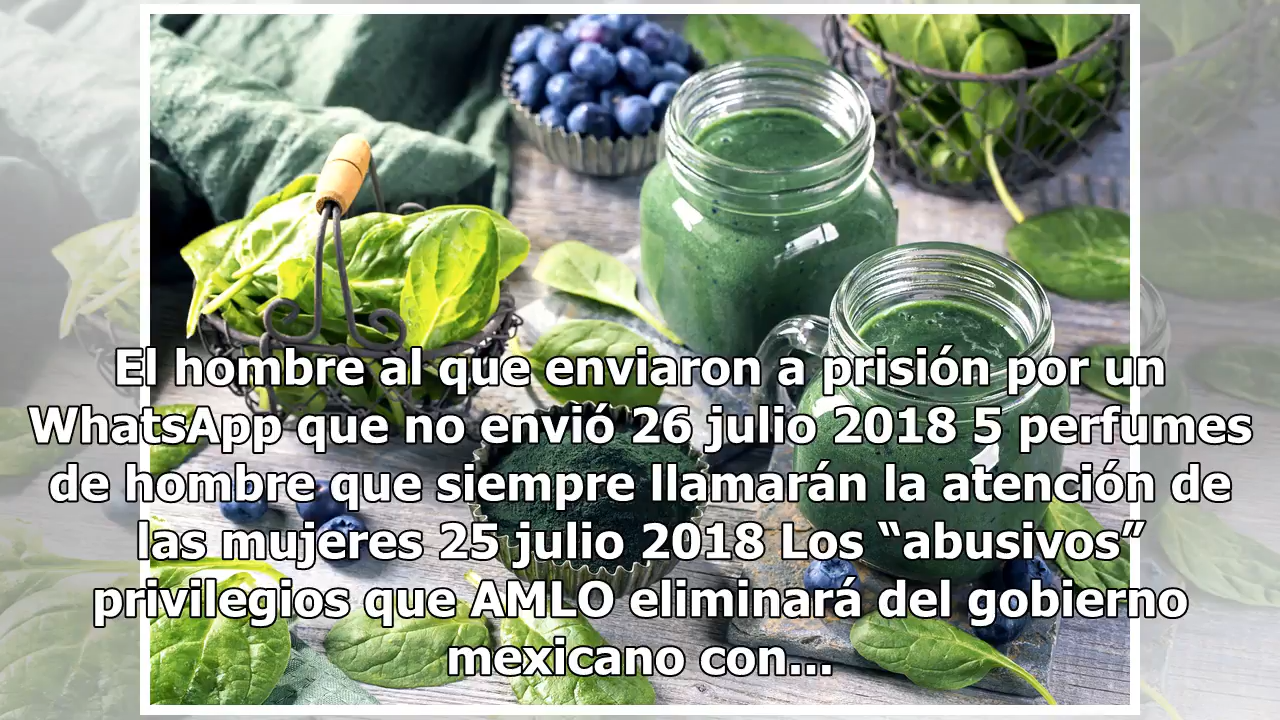 El hombre al que enviaron a prisión por un
WhatsApp que no envió 26 julio 2018 5 perfumes
de hombre que siempre llamarán la atención de
las mujeres 25 julio 2018 Los “abusivos”
privilegios que AMLO eliminará del gobierno
mexicano con...